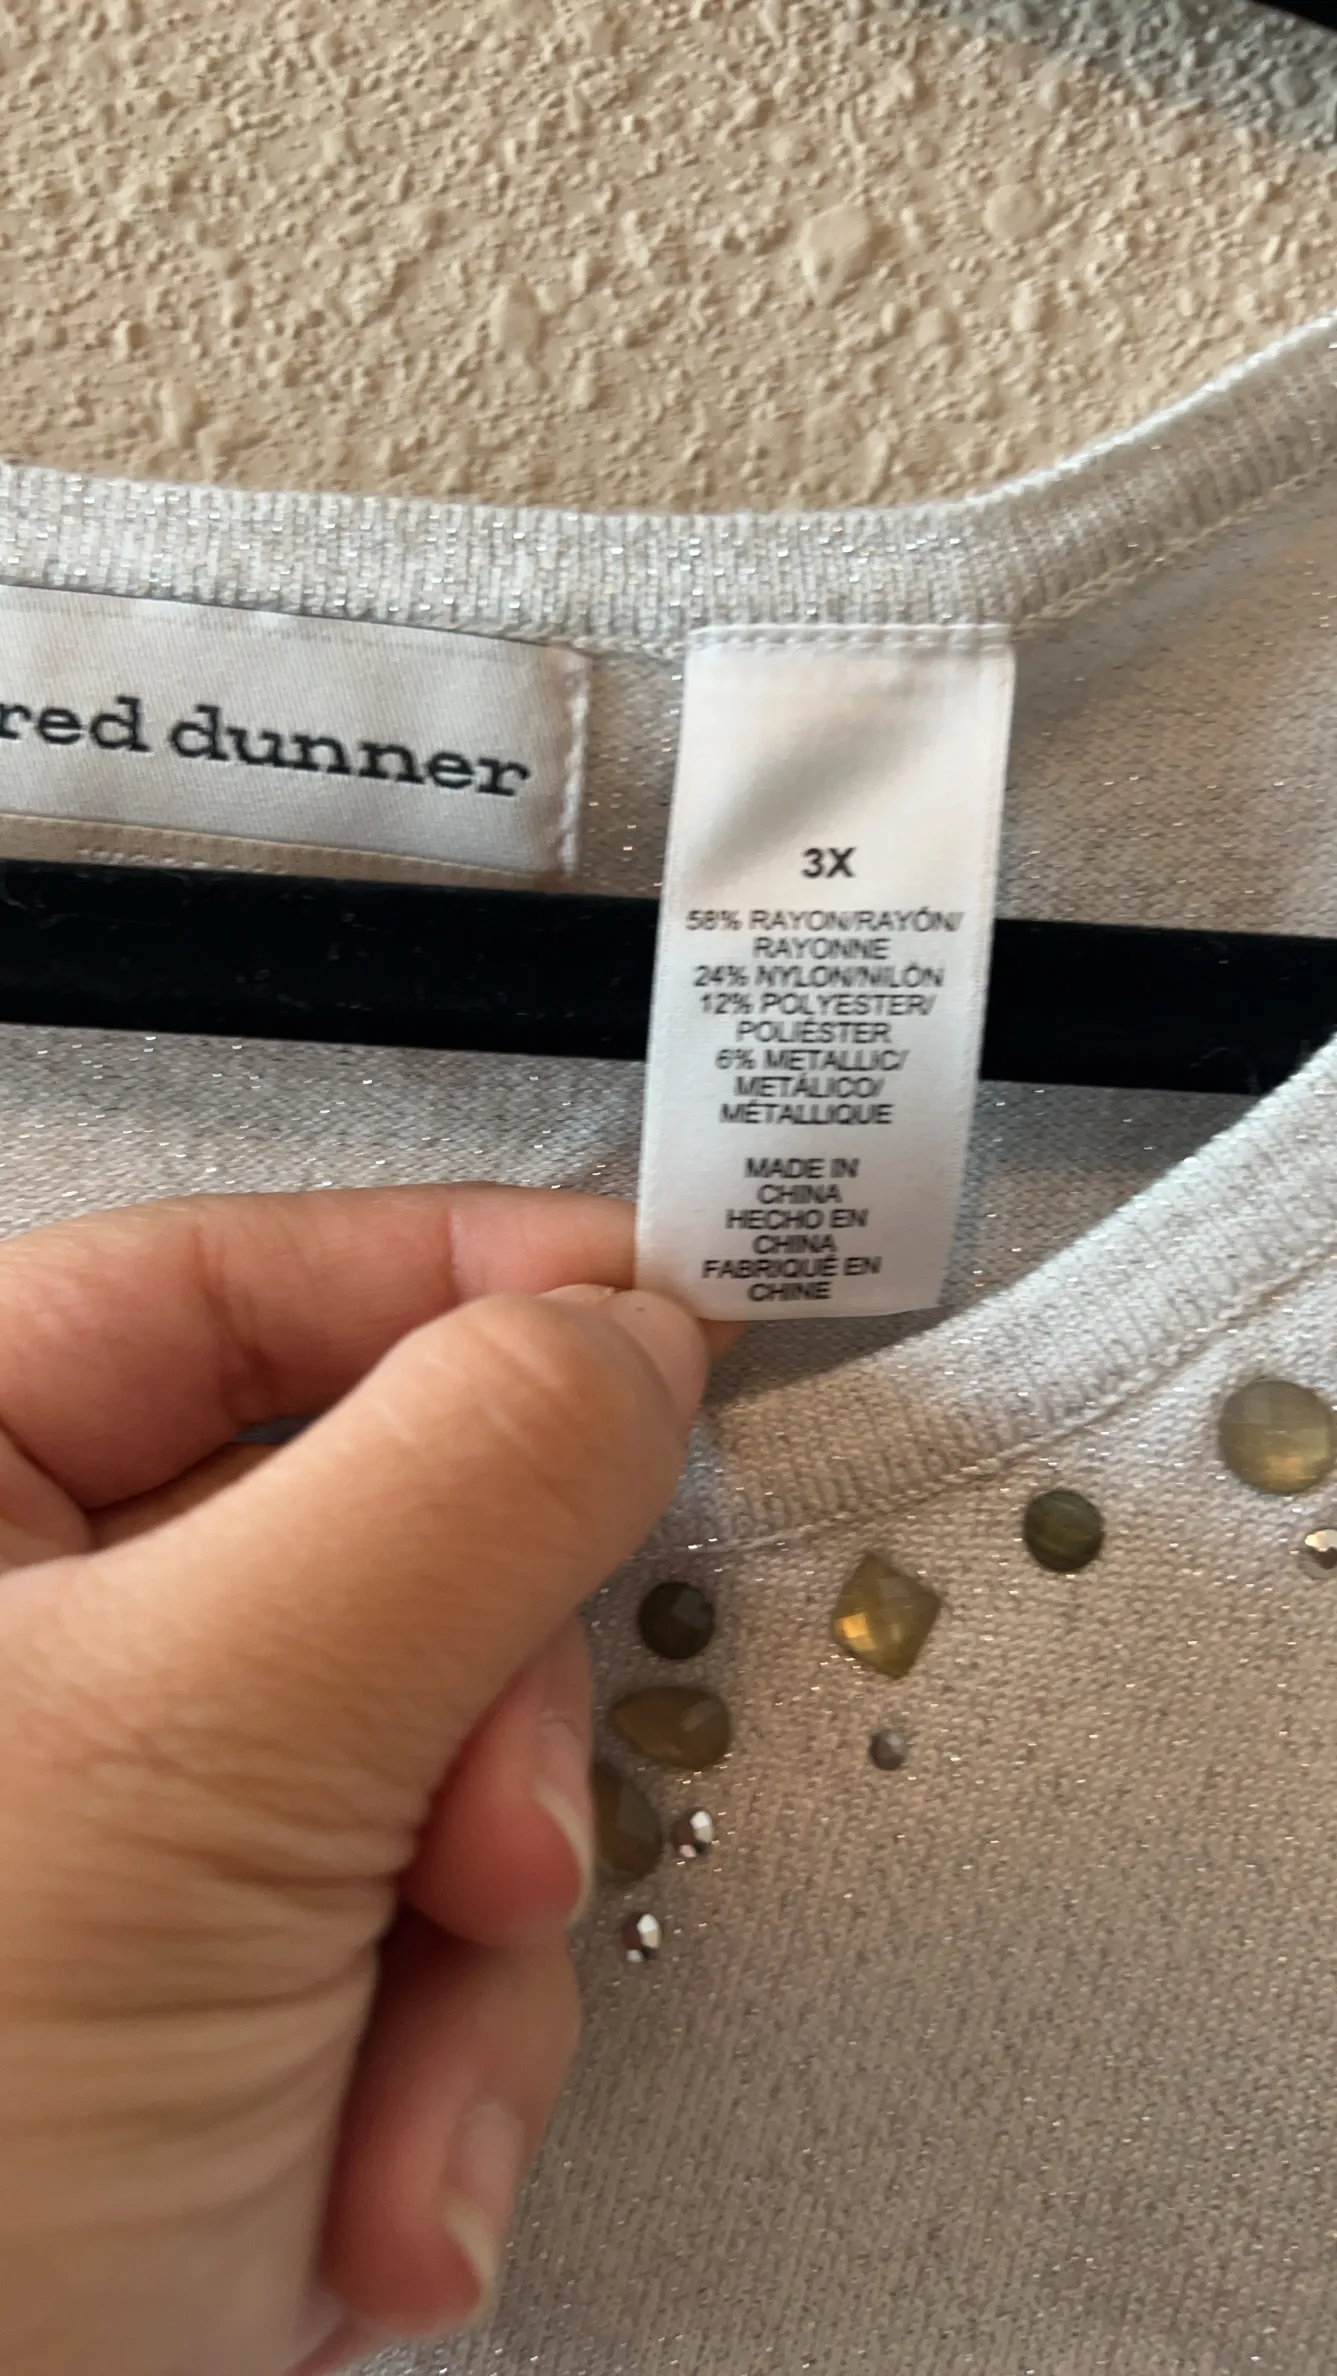 red dunner
3X
58% RAYON/RAYÓN/
RAYONNE
24% NYLON/NILÓN
12% POLYESTER/
POLIÉSTER
6% METALLIC/
METÁLICO/
MÉTALLIQUE
MADE IN
CHINA
HECHO EN
CHINA
FABRIQUÉ EN
CHINE